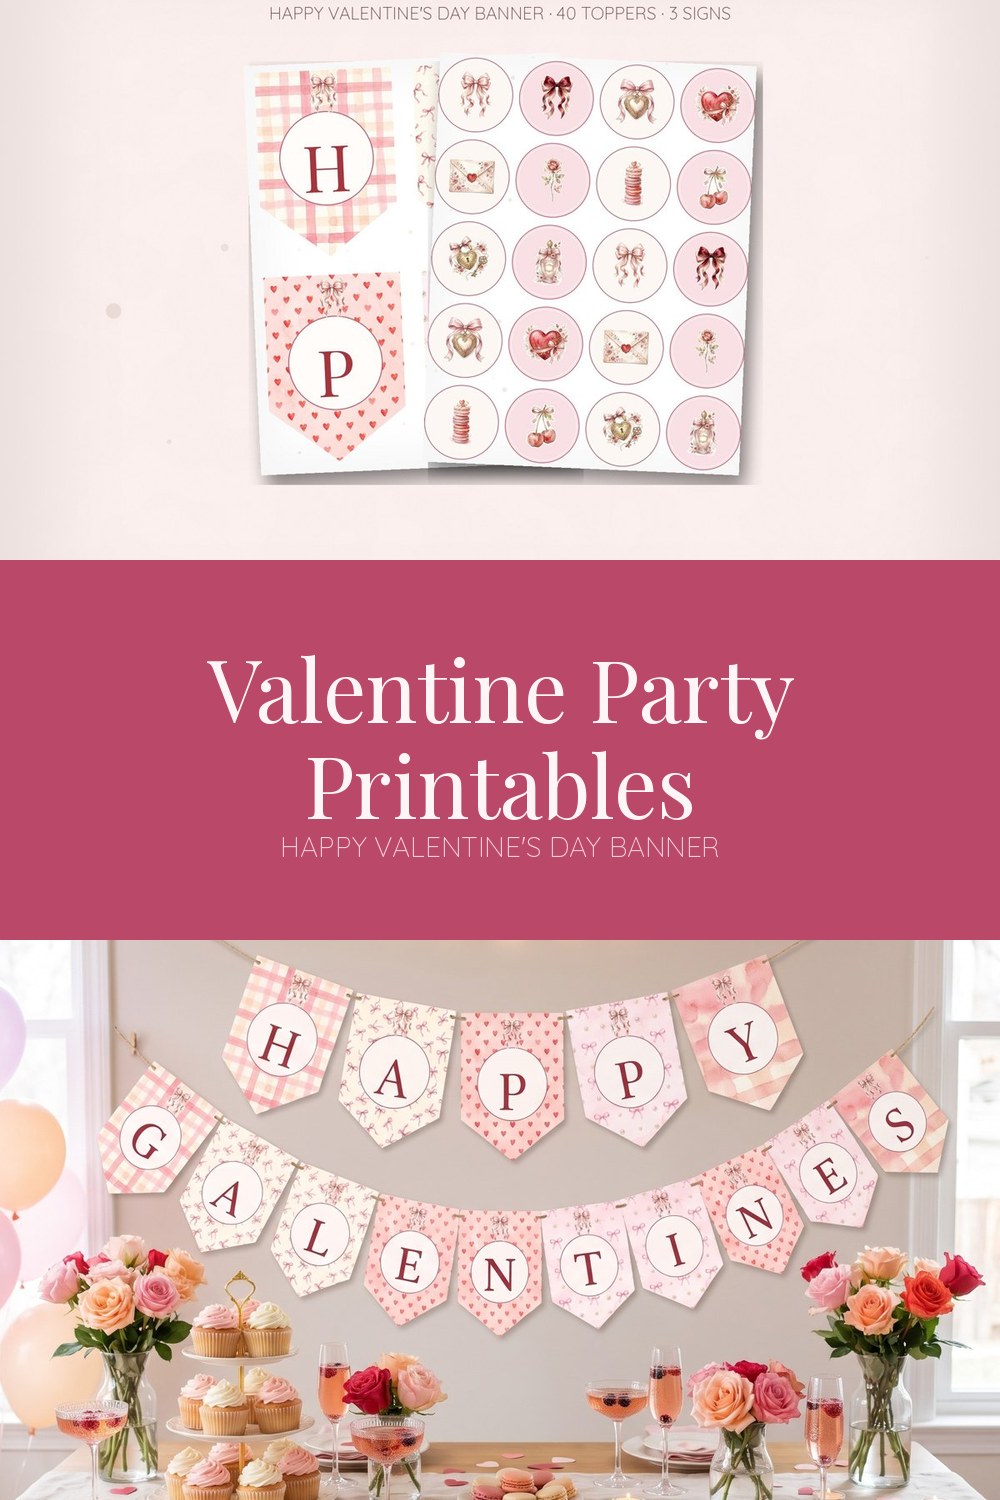 HAPPY VALENTINE'S DAY BANNER · 40 TOPPERS · 3 SIGNS
H
P
Valentine Party
Printables
HAPPY VALENTINE'S DAY BANNER
HAPPY
GALENTINES